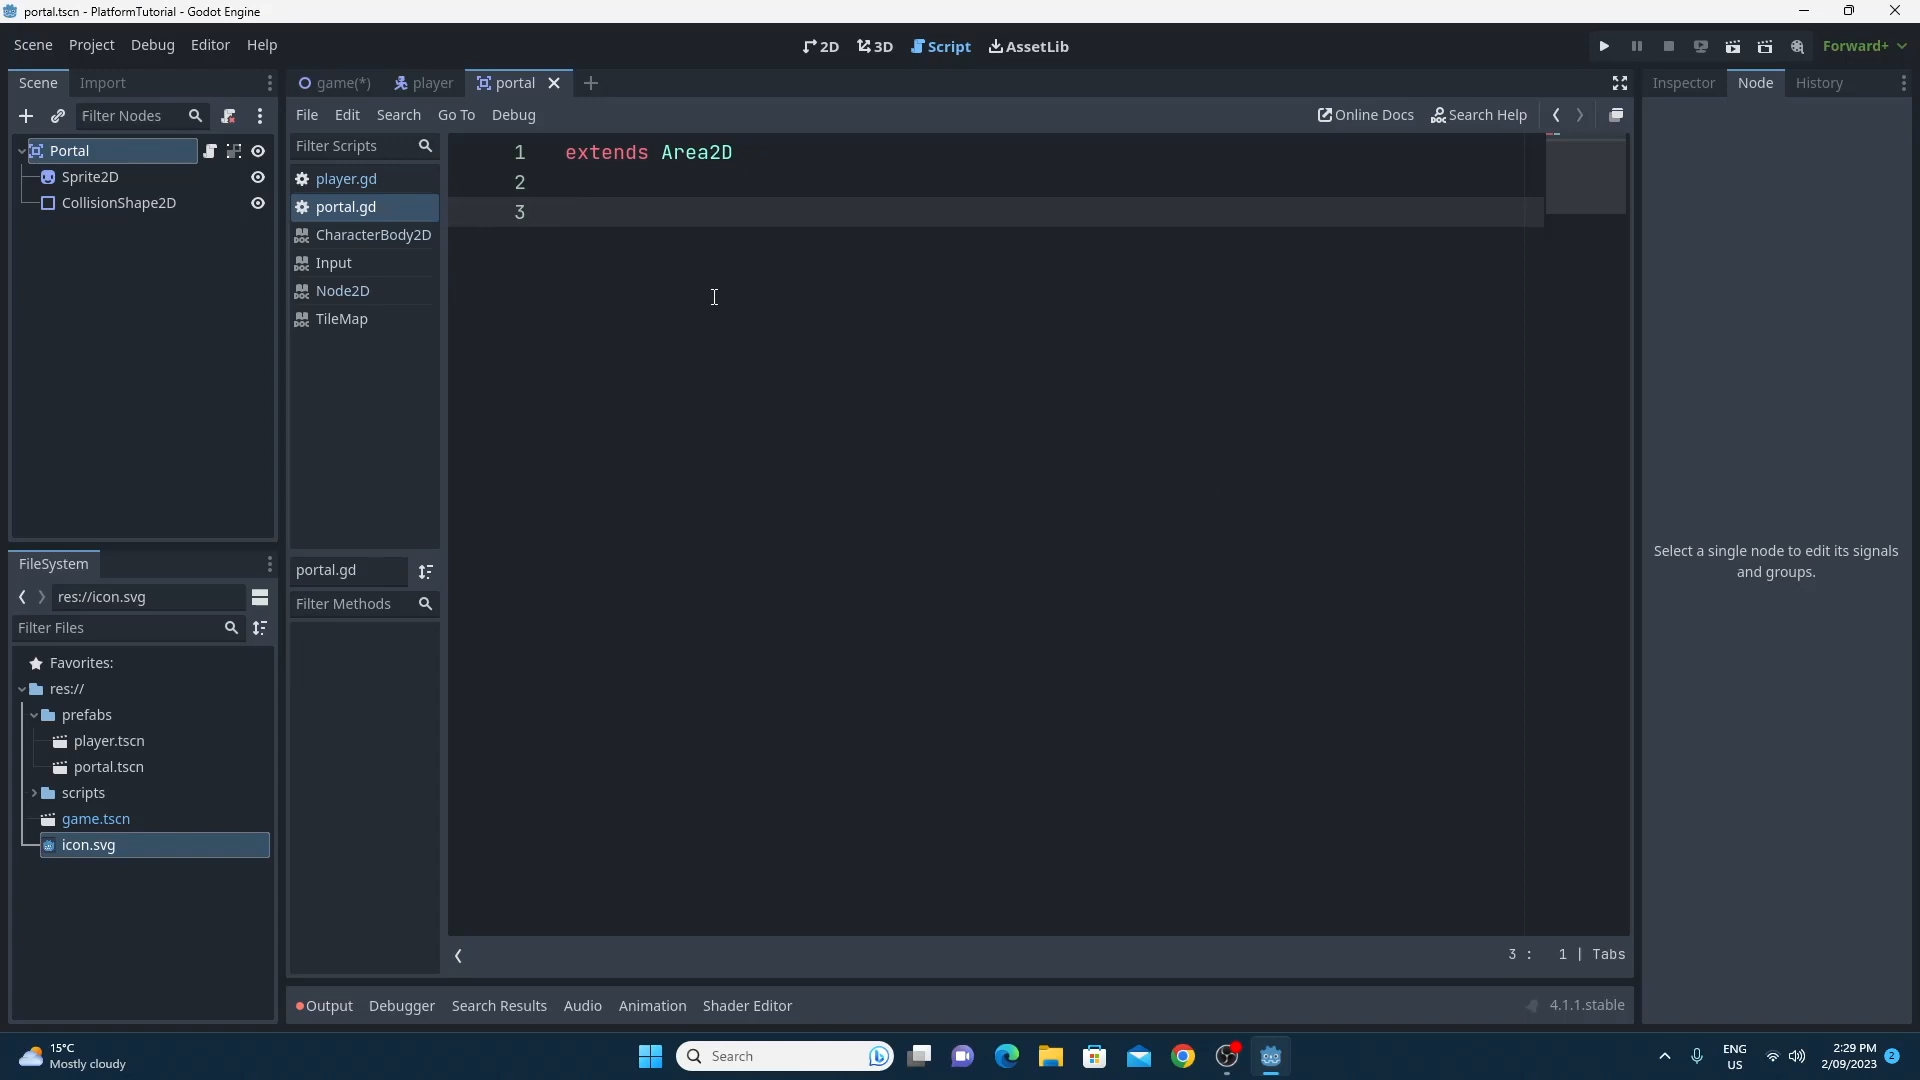 portal.tscn - PlatformTutorial - Godot Engine
Scene Project Debug Editor Help
2D 3D Script AssetLib
Forward+
Scene Import
game(*) player portal
Inspector Node History
Filter Nodes
File Edit Search Go To Debug
Online Docs Search Help
Portal
Sprite2D
CollisionShape2D
Filter Scripts
player.gd
portal.gd
DOC CharacterBody2D
DOC Input
DOC Node2D
DOC TileMap
1 extends Area2D
2
3
Select a single node to edit its signals
and groups.
FileSystem
res://icon.svg
Filter Files
Favorites:
res://
prefabs
player.tscn
portal.tscn
scripts
game.tscn
icon.svg
portal.gd
Filter Methods
3 : 1 | Tabs
Output Debugger Search Results Audio Animation Shader Editor
4.1.1.stable
15°C
Mostly cloudy
Search
ENG
US
2:29 PM
2/09/2023
2